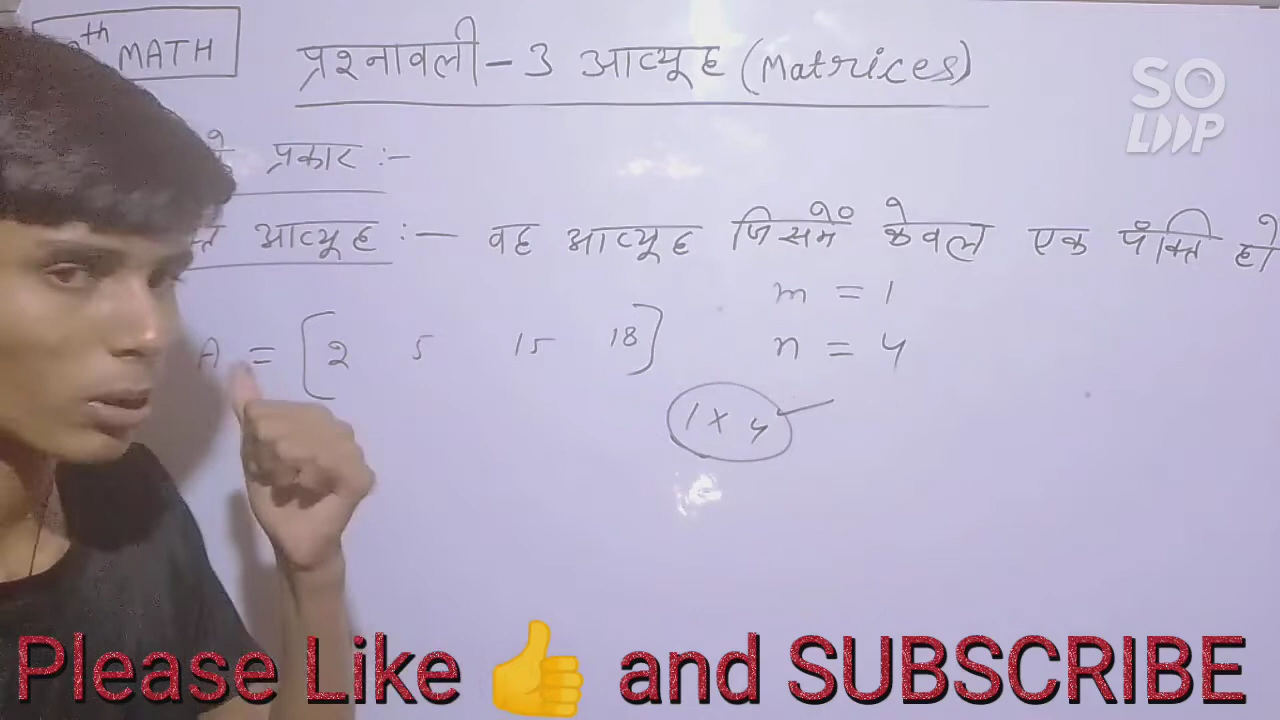 th MATH
प्रश्नावली - 3 आव्यूह (Matrices)
SO
LOOP
प्रकार :-
आव्यूह :- वह आव्यूह जिसमें केवल एक पंक्ति हो
m = 1
A = [2 5 15 18]
n = 4
1 x 4
Please Like 👍 and SUBSCRIBE